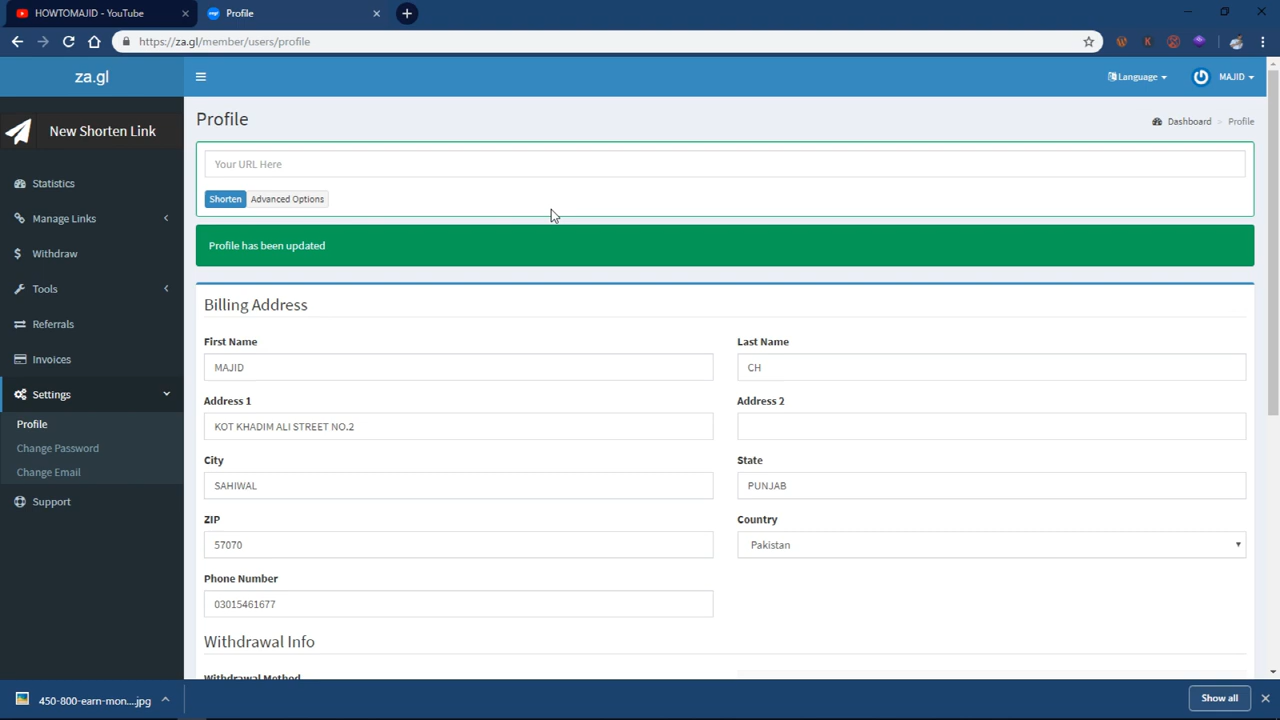 HOWTOMAJID - YouTube
Profile
https://za.gl/member/users/profile
za.gl
Language
MAJID
New Shorten Link
Profile
Dashboard > Profile
Your URL Here
Shorten Advanced Options
Statistics
Manage Links
Withdraw
Tools
Referrals
Invoices
Settings
Profile
Change Password
Change Email
Support
Profile has been updated
Billing Address
First Name
Last Name
MAJID
CH
Address 1
Address 2
KOT KHADIM ALI STREET NO.2
City
State
SAHIWAL
PUNJAB
ZIP
Country
57070
Pakistan
Phone Number
03015461677
Withdrawal Info
Withdrawal Method
450-800-earn-mon....jpg
Show all